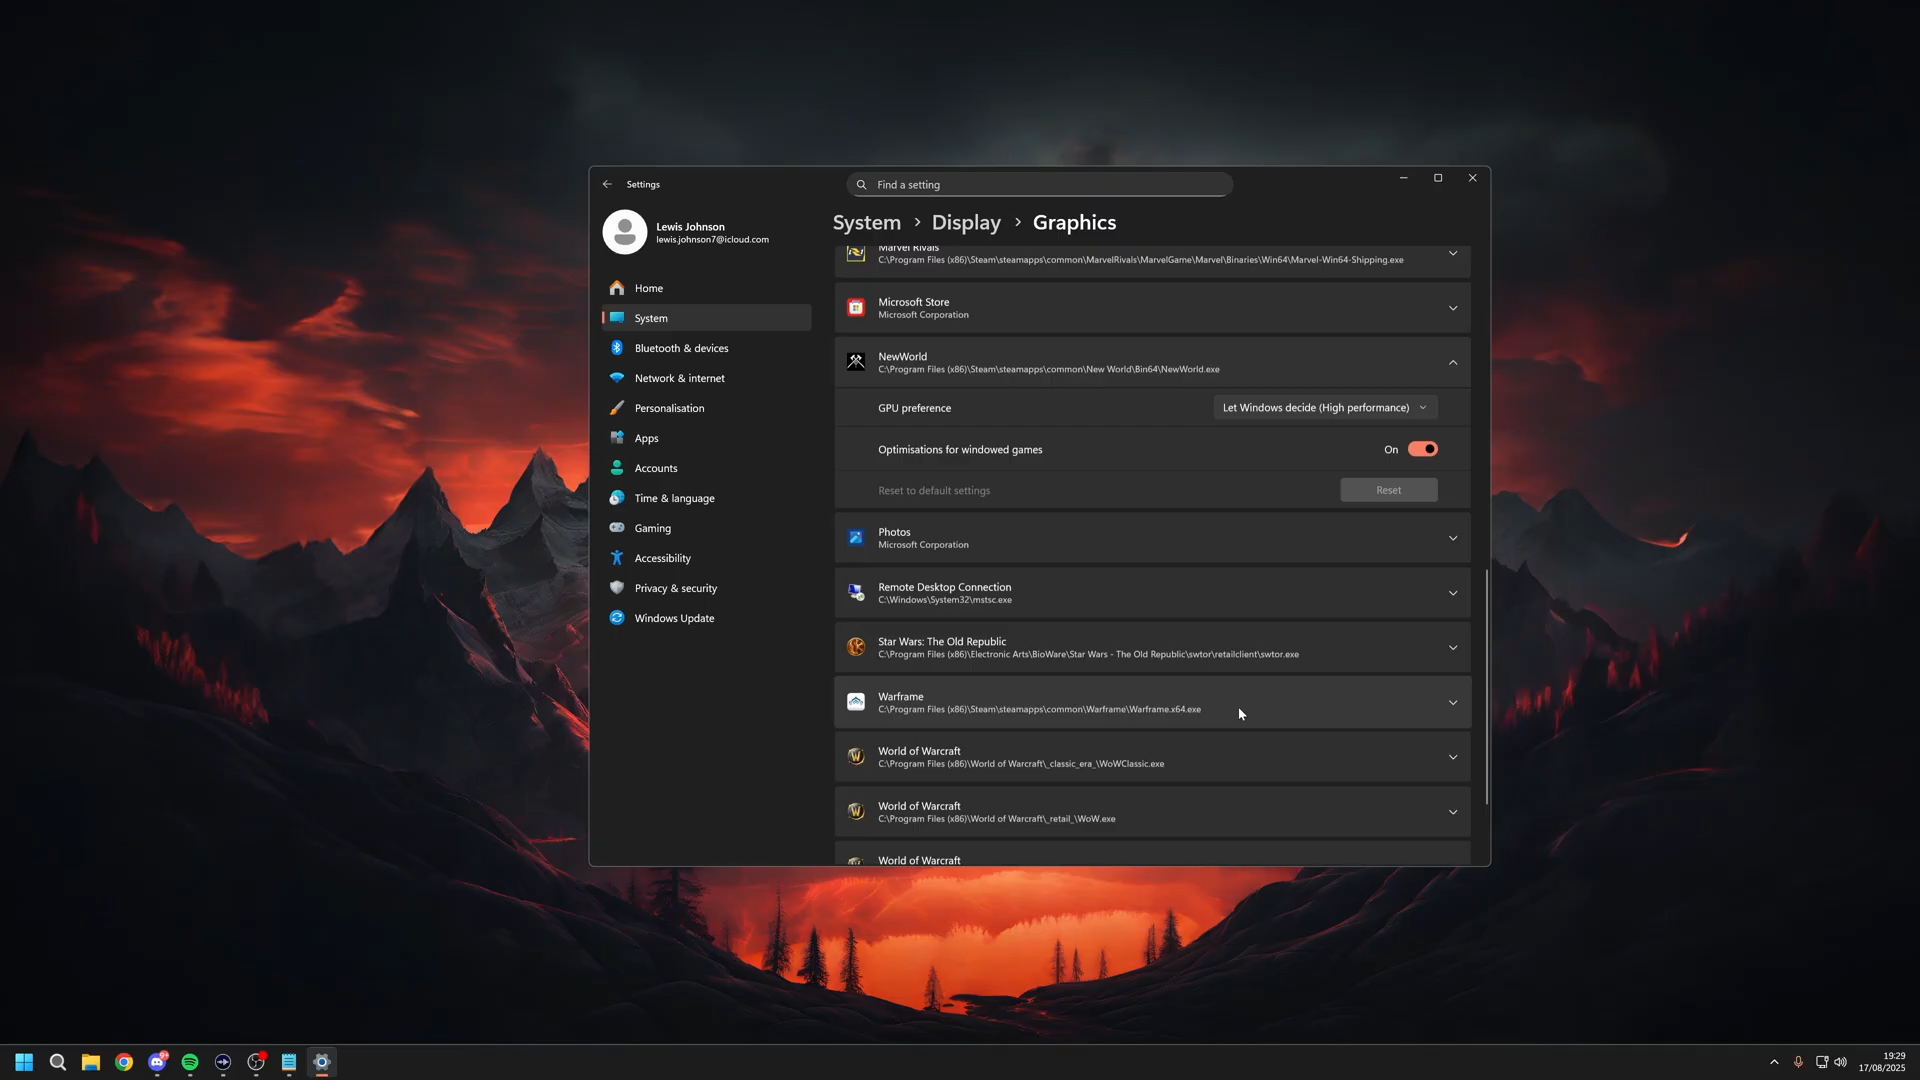 Settings
Find a setting
Lewis Johnson
lewis.johnson7@icloud.com
Home
System
Bluetooth & devices
Network & internet
Personalisation
Apps
Accounts
Time & language
Gaming
Accessibility
Privacy & security
Windows Update
System > Display > Graphics
Marvel Rivals
C:\Program Files (x86)\Steam\steamapps\common\MarvelRivals\MarvelGame\Marvel\Binaries\Win64\Marvel-Win64-Shipping.exe
Microsoft Store
Microsoft Corporation
NewWorld
C:\Program Files (x86)\Steam\steamapps\common\New World\Bin64\NewWorld.exe
GPU preference
Let Windows decide (High performance)
Optimisations for windowed games
On
Reset to default settings
Reset
Photos
Microsoft Corporation
Remote Desktop Connection
C:\Windows\System32\mstsc.exe
Star Wars: The Old Republic
C:\Program Files (x86)\Electronic Arts\BioWare\Star Wars - The Old Republic\swtor\retailclient\swtor.exe
Warframe
C:\Program Files (x86)\Steam\steamapps\common\Warframe\Warframe.x64.exe
World of Warcraft
C:\Program Files (x86)\World of Warcraft\_classic_era_\WoWClassic.exe
World of Warcraft
C:\Program Files (x86)\World of Warcraft\_retail_\WoW.exe
World of Warcraft
9+
19:29
17/08/2025